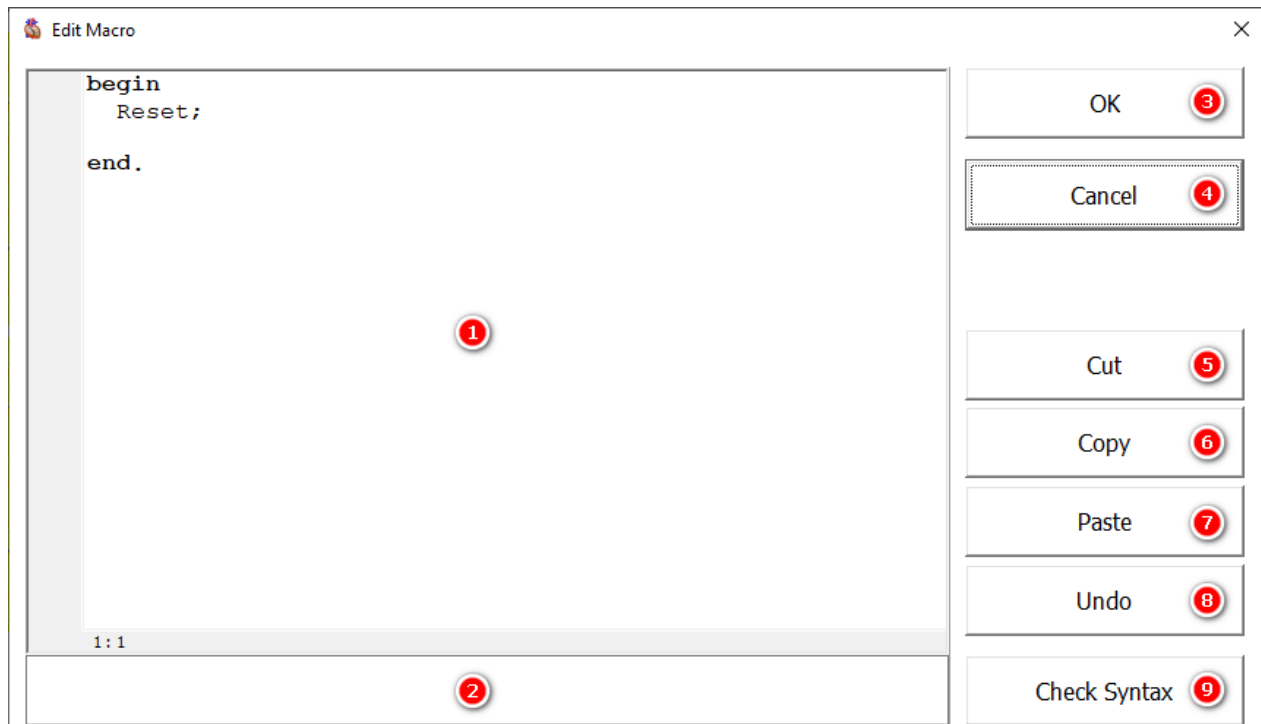 Edit Macro
begin
Reset;
end.
1
1:1
2
OK 3
Cancel 4
Cut 5
Copy 6
Paste 7
Undo 8
Check Syntax 9